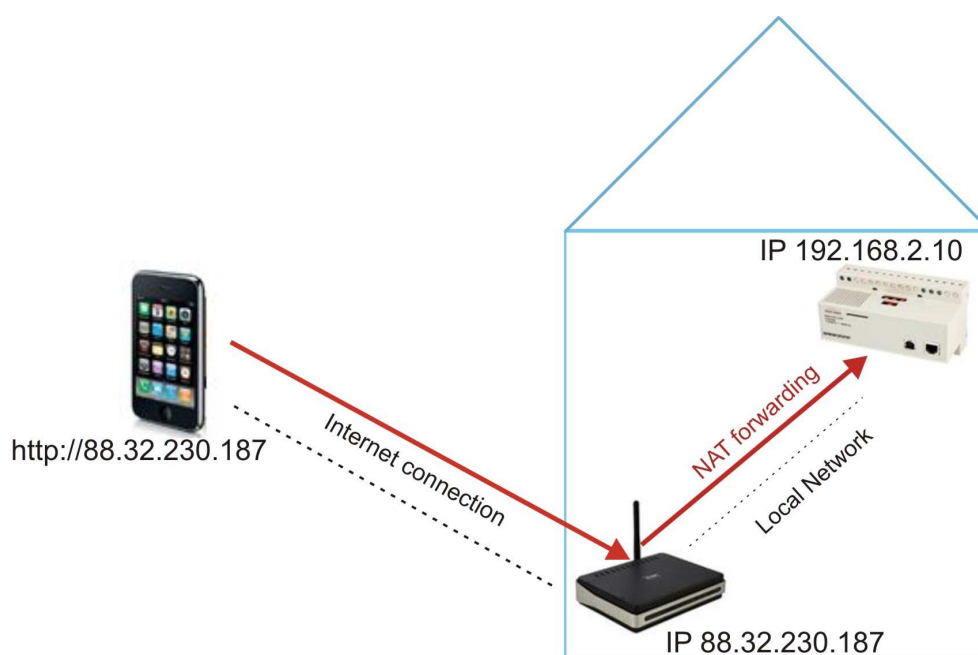 IP 192.168.2.10
http://88.32.230.187
Internet connection
NAT forwarding
Local Network
IP 88.32.230.187